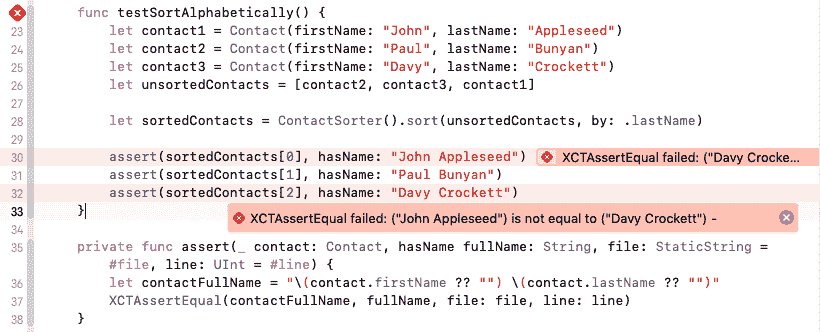 func testSortAlphabetically() {
23 let contact1 = Contact(firstName: "John", lastName: "Appleseed")
24 let contact2 = Contact(firstName: "Paul", lastName: "Bunyan")
25 let contact3 = Contact(firstName: "Davy", lastName: "Crockett")
26 let unsortedContacts = [contact2, contact3, contact1]
27
28 let sortedContacts = ContactSorter().sort(unsortedContacts, by: .lastName)
29
30 assert(sortedContacts[0], hasName: "John Appleseed") XCTAssertEqual failed: ("Davy Crocke...
31 assert(sortedContacts[1], hasName: "Paul Bunyan")
32 assert(sortedContacts[2], hasName: "Davy Crockett")
33 }
XCTAssertEqual failed: ("John Appleseed") is not equal to ("Davy Crockett") -
34
35 private func assert(_ contact: Contact, hasName fullName: String, file: StaticString =
#file, line: UInt = #line) {
36 let contactFullName = "\(contact.firstName ?? "") \(contact.lastName ?? "")"
37 XCTAssertEqual(contactFullName, fullName, file: file, line: line)
38 }